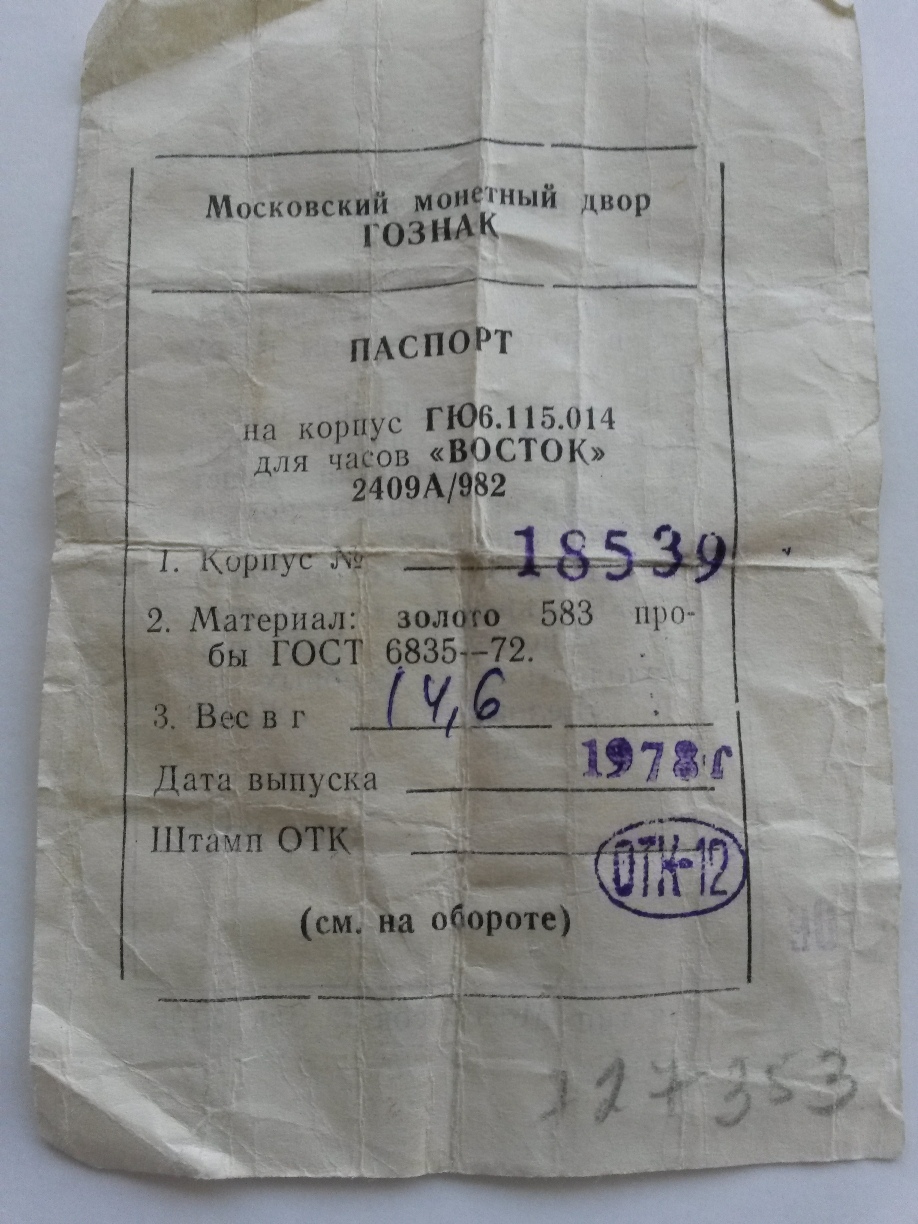 Московский монетный двор
ГОЗНАК
ПАСПОРТ
на корпус ГЮ6.115.014
для часов «ВОСТОК»
2409А/982
1. Корпус № 18539
2. Материал: золото 583 про-
бы ГОСТ 6835--72.
3. Вес в г 14,6
Дата выпуска 1978 г
Штамп ОТК ОТК-12
(см. на обороте)
127353